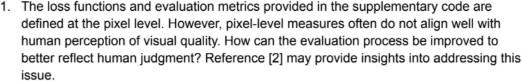 1. The loss functions and evaluation metrics provided in the supplementary code are
defined at the pixel level. However, pixel-level measures often do not align well with
human perception of visual quality. How can the evaluation process be improved to
better reflect human judgment? Reference [2] may provide insights into addressing this
issue.